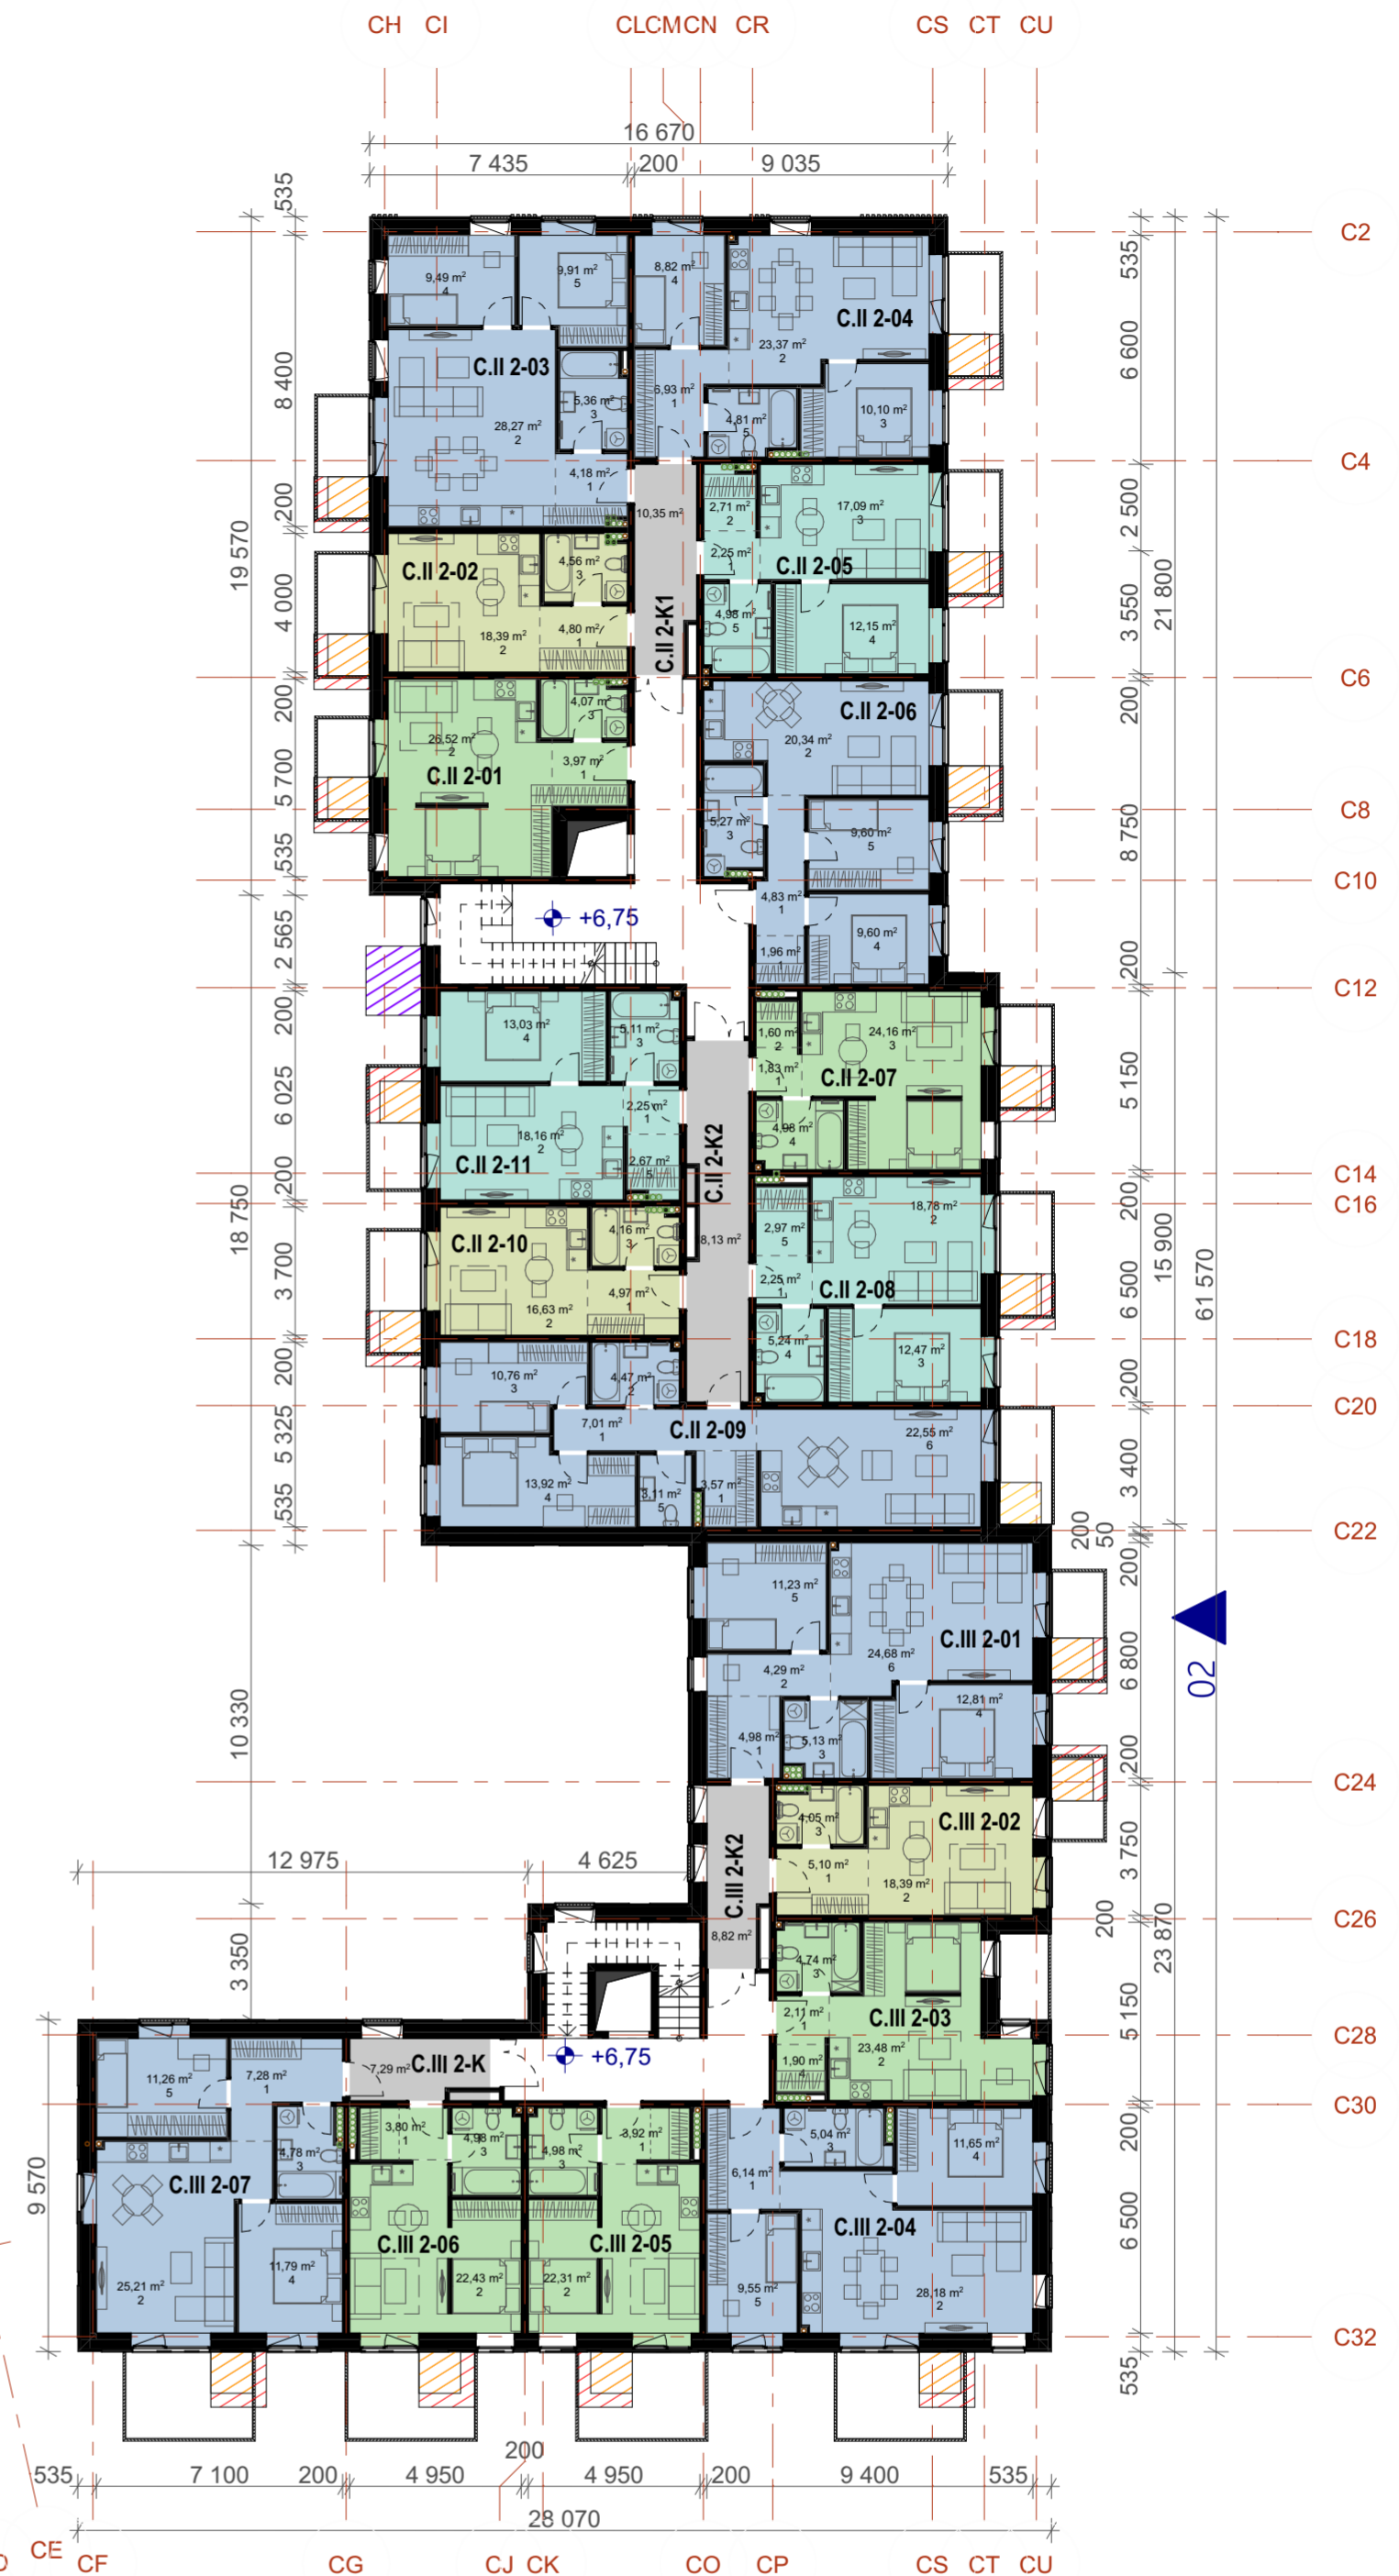 CH CI CL CM CN CR CS CT CU
16 670
7 435 200 9 035
535
C2
535
9,49 m²
4
9,91 m²
5
8,82 m²
4
C.II 2-04
23,37 m²
2
6 600
8 400
C.II 2-03
5,36 m²
3
6,93 m²
1
4,81 m²
5
10,10 m²
3
28,27 m²
2
4,18 m²
1
C4
200
10,35 m²
2,71 m²
2
17,09 m²
3
2 500
19 570
2,25 m²
1
C.II 2-05
C.II 2-02
4,56 m²
3
4 000
18,39 m²
2
4,80 m²
1
C.II 2-K1
4,98 m²
5
12,15 m²
4
3 550
21 800
C6
200
200
4,07 m²
3
C.II 2-06
26,52 m²
2
20,34 m²
2
3,97 m²
1
C.II 2-01
5 700
C8
5,27 m²
3
9,60 m²
5
8 750
535
C10
4,83 m²
1
+6,75
2 565
1,96 m²
1
9,60 m²
4
200
C12
200
13,03 m²
4
5,11 m²
3
1,60 m²
2
24,16 m²
3
1,83 m²
1
C.II 2-07
5 150
6 025
2,25 m²
1
4,98 m²
4
18,16 m²
2
C.II 2-11
2,67 m²
5
C.II 2-K2
C14
200
200
C16
18 750
18,78 m²
2
C.II 2-10
4,16 m²
3
8,13 m²
2,97 m²
5
15 900
61 570
3 700
2,25 m²
1
C.II 2-08
6 500
16,63 m²
2
4,97 m²
1
C18
200
5,24 m²
4
12,47 m²
3
10,76 m²
3
4,47 m²
2
200
C20
7,01 m²
1
C.II 2-09
22,55 m²
6
5 325
13,92 m²
4
3,11 m²
5
3,57 m²
1
3 400
535
C22
200
50
200
11,23 m²
5
C.III 2-01
24,68 m²
6
4,29 m²
2
02
6 800
10 330
12,81 m²
4
4,98 m²
1
5,13 m²
3
200
C24
C.III 2-02
4,05 m²
3
3 750
12 975 4 625
5,10 m²
1
18,39 m²
2
C.III 2-K2
200
C26
8,82 m²
3 350
4,74 m²
3
23 870
2,11 m²
1
C.III 2-03
5 150
C28
+6,75
23,48 m²
2
1,90 m²
4
7,29 m²
C.III 2-K
11,26 m²
5
7,28 m²
1
C30
200
3,80 m²
1
4,98 m²
3
4,98 m²
3
3,92 m²
1
5,04 m²
3
11,65 m²
4
4,78 m²
3
6,14 m²
1
C.III 2-07
9 570
C.III 2-04
C.III 2-06
C.III 2-05
6 500
11,79 m²
4
25,21 m²
2
22,43 m²
2
22,31 m²
2
9,55 m²
5
28,18 m²
2
C32
535
200
535 7 100 200 4 950 4 950 200 9 400 535
28 070
CE CF CG CJ CK CO CP CS CT CU